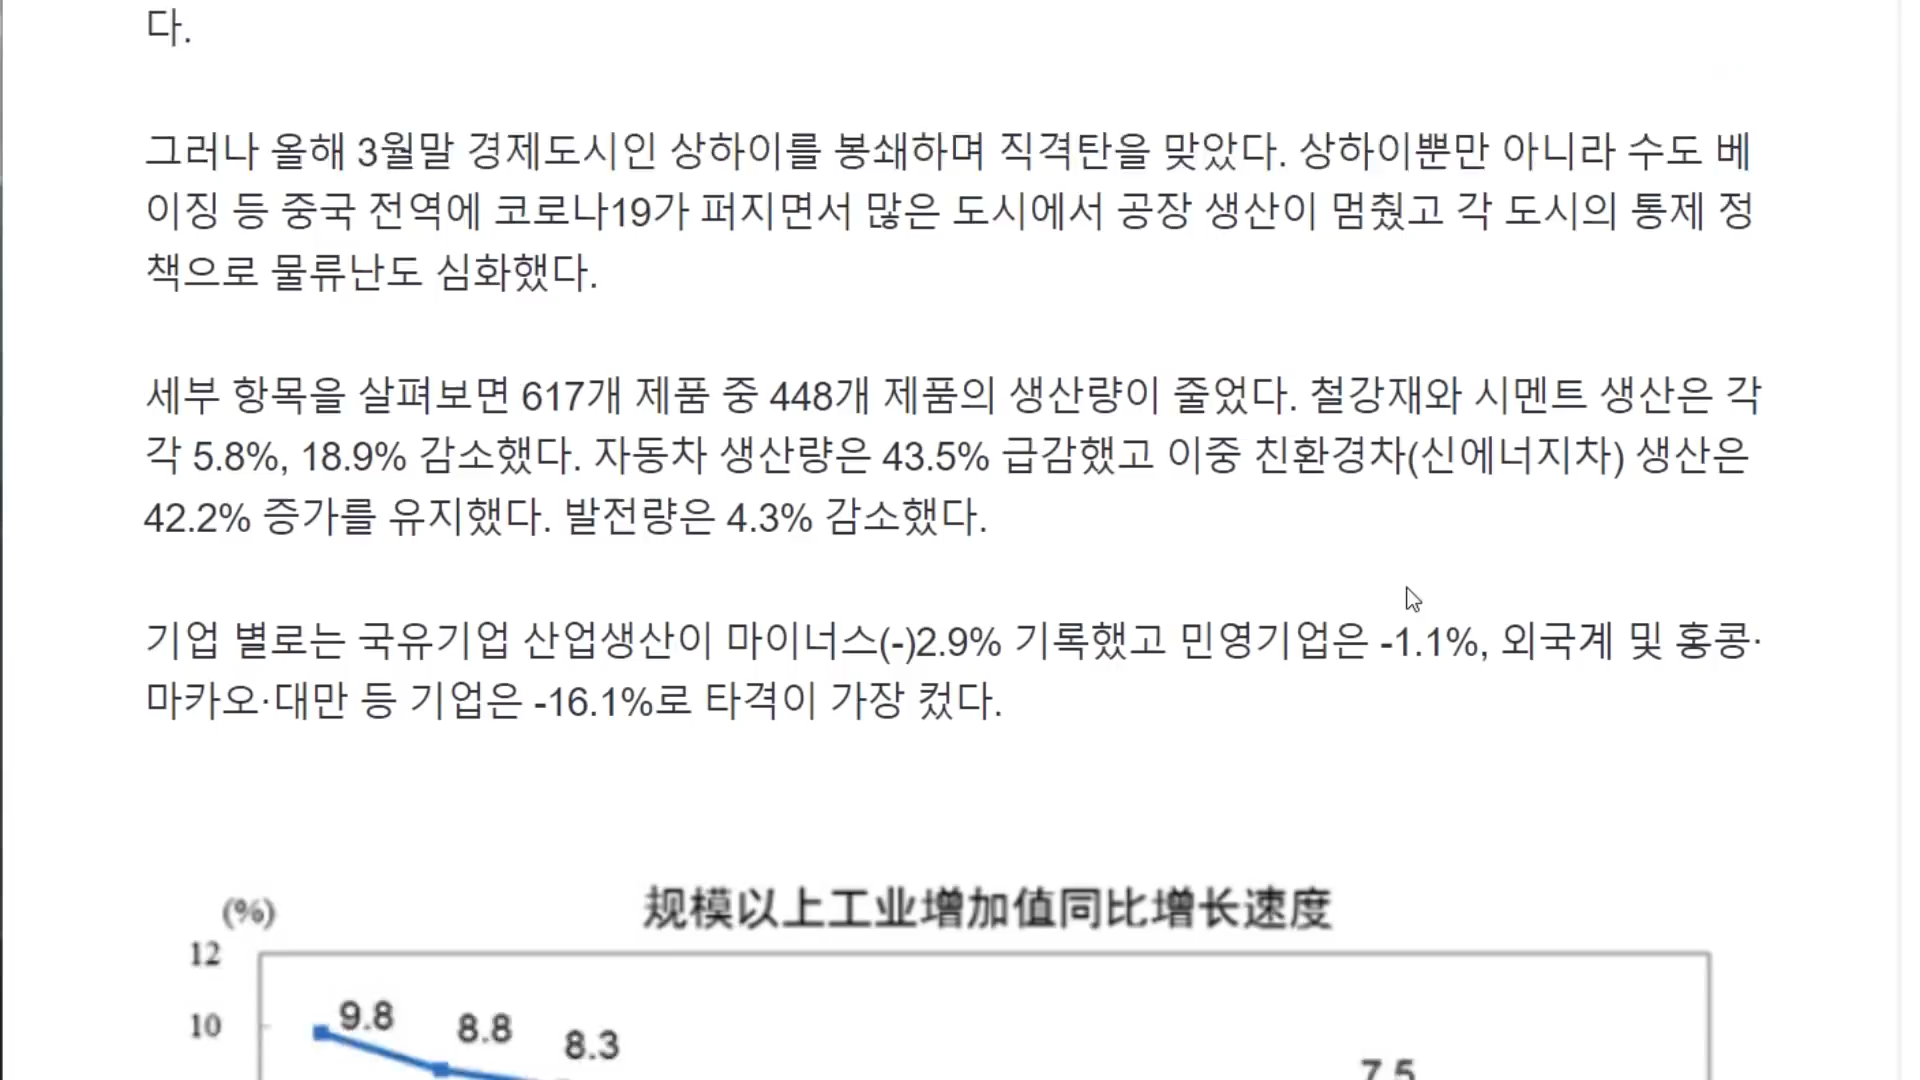 다.
그러나 올해 3월말 경제도시인 상하이를 봉쇄하며 직격탄을 맞았다. 상하이뿐만 아니라 수도 베
이징 등 중국 전역에 코로나19가 퍼지면서 많은 도시에서 공장 생산이 멈췄고 각 도시의 통제 정
책으로 물류난도 심화했다.
세부 항목을 살펴보면 617개 제품 중 448개 제품의 생산량이 줄었다. 철강재와 시멘트 생산은 각
각 5.8%, 18.9% 감소했다. 자동차 생산량은 43.5% 급감했고 이중 친환경차(신에너지차) 생산은
42.2% 증가를 유지했다. 발전량은 4.3% 감소했다.
기업 별로는 국유기업 산업생산이 마이너스(-)2.9% 기록했고 민영기업은 -1.1%, 외국계 및 홍콩·
마카오·대만 등 기업은 -16.1%로 타격이 가장 컸다.
规模以上工业增加值同比增长速度
(%)
12
10
9.8
8.8
8.3
7.5